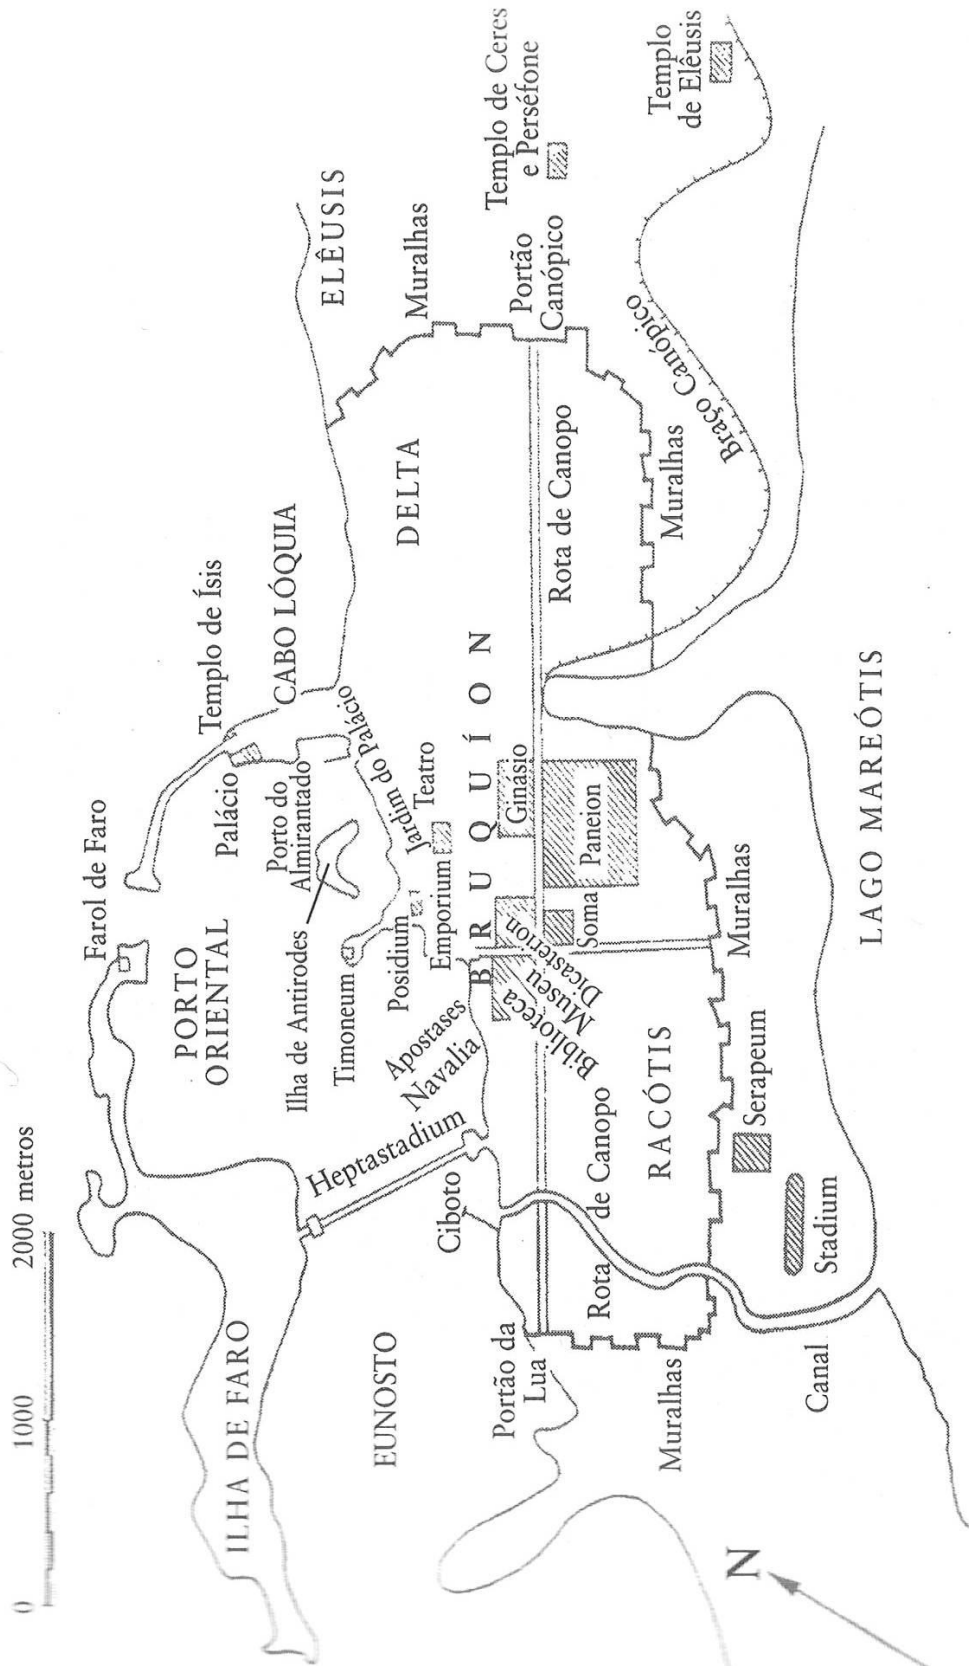 0
1000
2000 metros
Farol de Faro
ILHA DE FARO
PORTO
ORIENTAL
Palácio
Templo de Ísis
CABO LÓQUIA
Porto do
Almirantado
Ilha de Antirodes
Timoneum
Jardim do Palácio
ELÊUSIS
EUNOSTO
Heptastadium
Apostases
Navalia
Posidium
Emporium
Teatro
DELTA
Muralhas
Ciboto
BRUQUÍON
Portão da
Lua
Ginásio
Portão
Canópico
Templo de Ceres
e Perséfone
Biblioteca
Museu
Dicasterion
Soma
Paneion
Rota
de Canopo
Rota de Canopo
RACÓTIS
Muralhas
Muralhas
Muralhas
Braço Canópico
Templo
de Elêusis
Serapeum
Stadium
Canal
LAGO MAREÓTIS
N